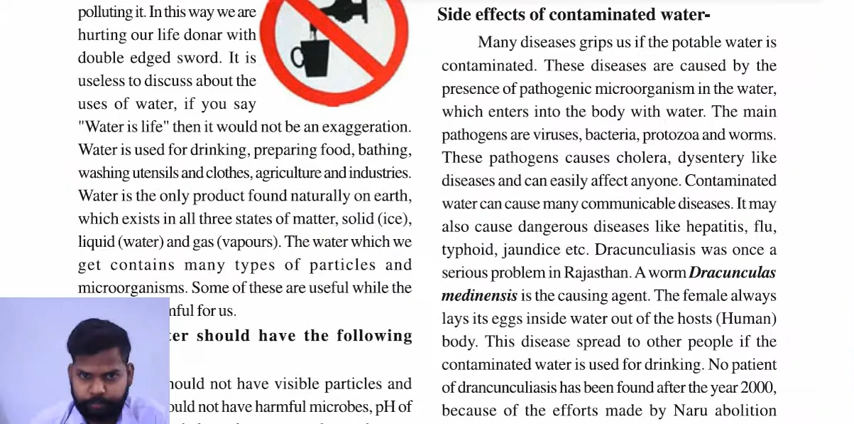 polluting it. In this way we are
hurting our life donar with
double edged sword. It is
useless to discuss about the
uses of water, if you say
"Water is life" then it would not be an exaggeration.
Water is used for drinking, preparing food, bathing,
washing utensils and clothes, agriculture and industries.
Water is the only product found naturally on earth,
which exists in all three states of matter, solid (ice),
liquid (water) and gas (vapours). The water which we
get contains many types of particles and
microorganisms. Some of these are useful while the
for us.
should have the following
not have visible particles and
not have harmful microbes, pH of
Side effects of contaminated water-
Many diseases grips us if the potable water is
contaminated. These diseases are caused by the
presence of pathogenic microorganism in the water,
which enters into the body with water. The main
pathogens are viruses, bacteria, protozoa and worms.
These pathogens causes cholera, dysentery like
diseases and can easily affect anyone. Contaminated
water can cause many communicable diseases. It may
also cause dangerous diseases like hepatitis, flu,
typhoid, jaundice etc. Dracunculiasis was once a
serious problem in Rajasthan. A worm Dracunculas
medinensis is the causing agent. The female always
lays its eggs inside water out of the hosts (Human)
body. This disease spread to other people if the
contaminated water is used for drinking. No patient
of drancunculiasis has been found after the year 2000,
because of the efforts made by Naru abolition